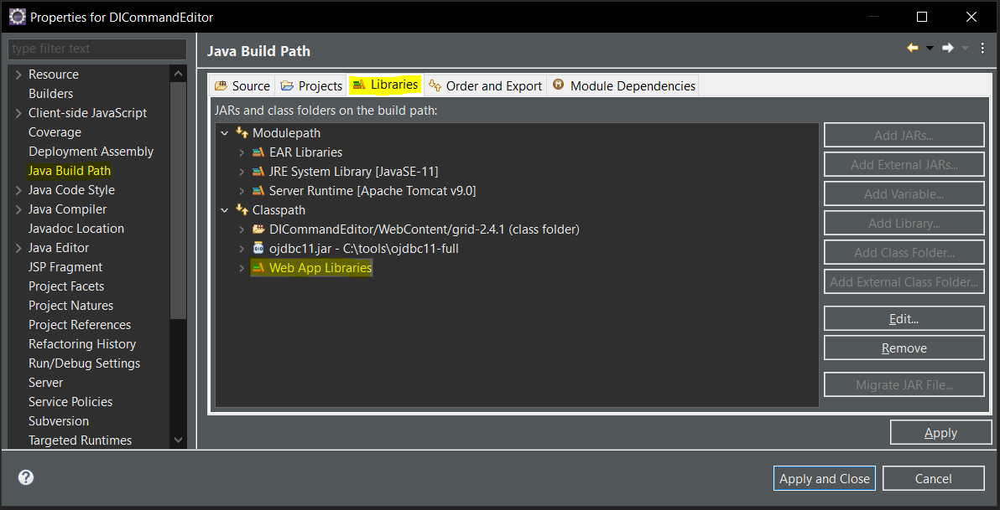 Properties for DICommandEditor
type filter text
Resource
Builders
Client-side JavaScript
Coverage
Deployment Assembly
Java Build Path
Java Code Style
Java Compiler
Javadoc Location
Java Editor
JSP Fragment
Project Facets
Project Natures
Project References
Refactoring History
Run/Debug Settings
Server
Service Policies
Subversion
Targeted Runtimes
Java Build Path
Source Projects Libraries Order and Export Module Dependencies
JARs and class folders on the build path:
Modulepath
EAR Libraries
JRE System Library [JavaSE-11]
Server Runtime [Apache Tomcat v9.0]
Classpath
DICommandEditor/WebContent/grid-2.4.1 (class folder)
ojdbc11.jar - C:\tools\ojdbc11-full
Web App Libraries
Add JARs...
Add External JARs...
Add Variable...
Add Library...
Add Class Folder...
Add External Class Folder...
Edit...
Remove
Migrate JAR File...
Apply
Apply and Close
Cancel